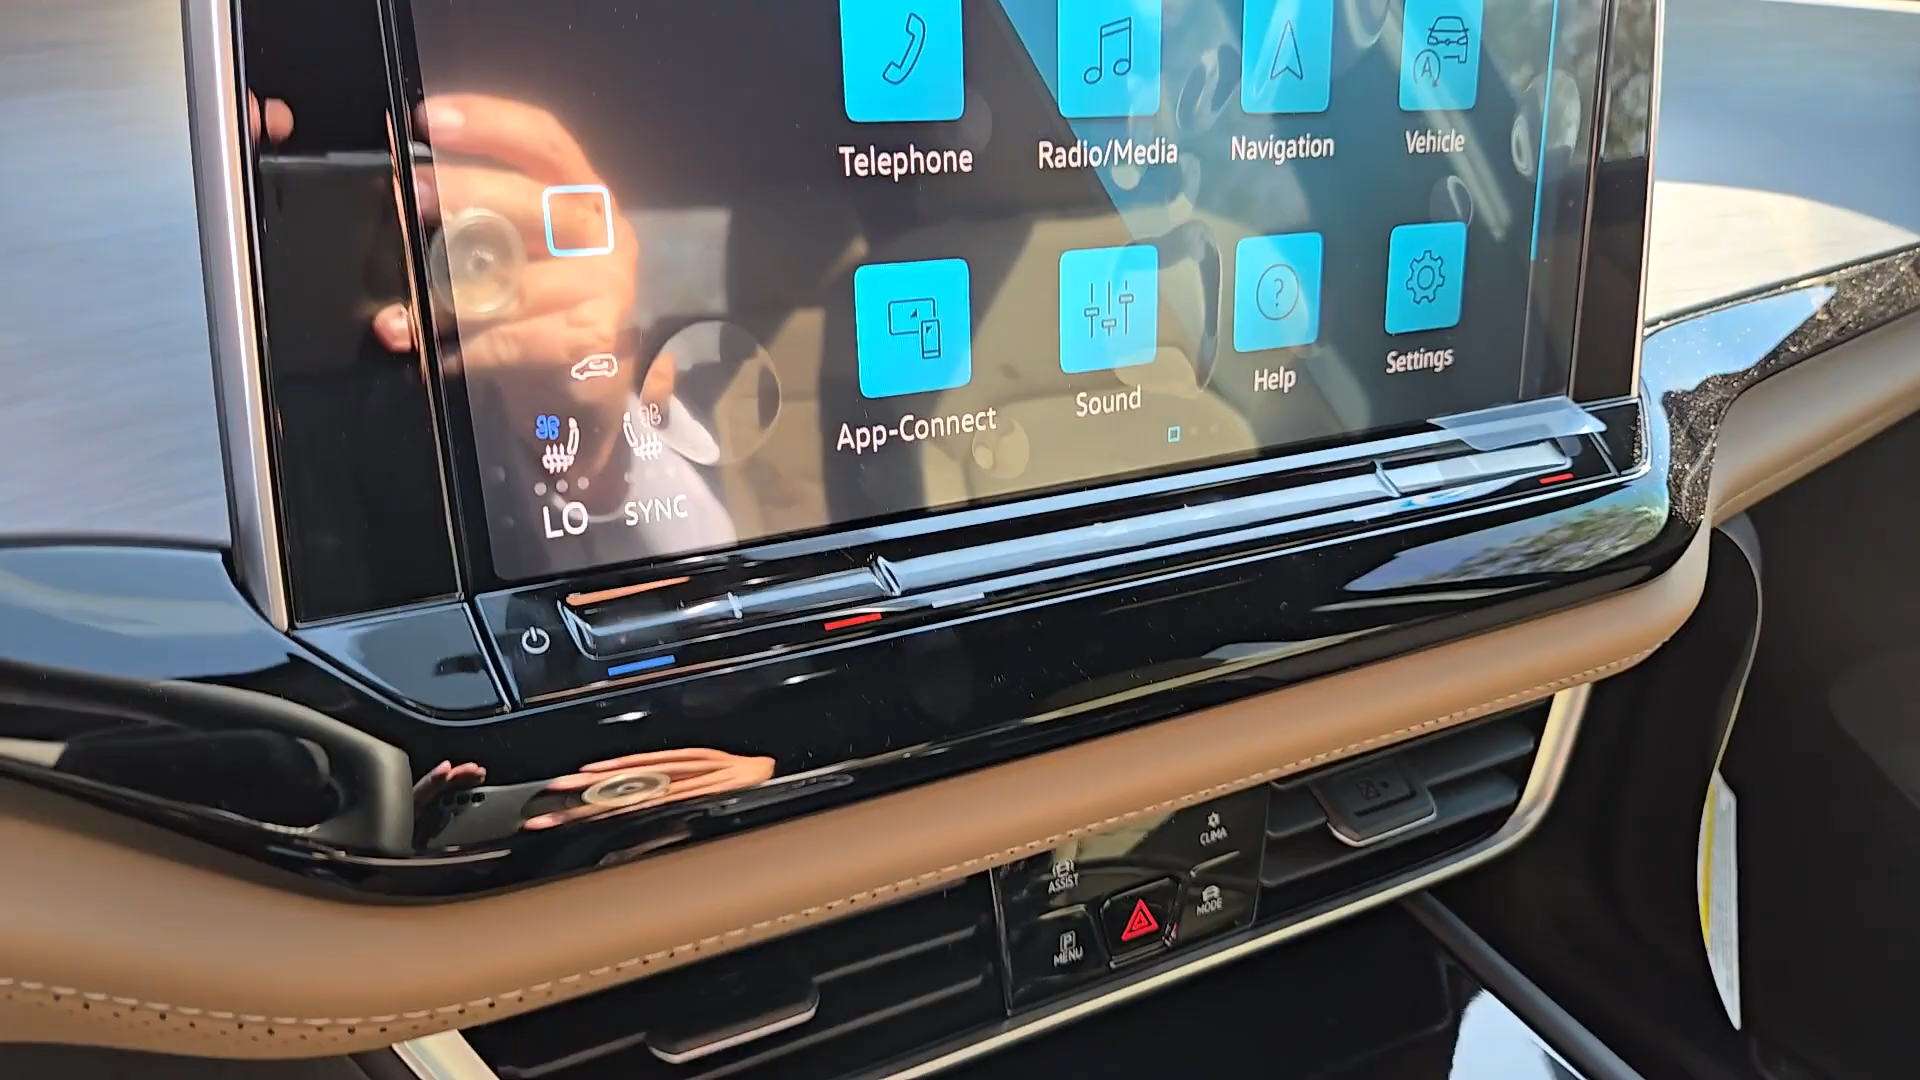 Telephone
Radio/Media
Navigation
Vehicle
App-Connect
Sound
Help
Settings
LO
SYNC
CLIMA
ASSIST
MODE
P
MENU